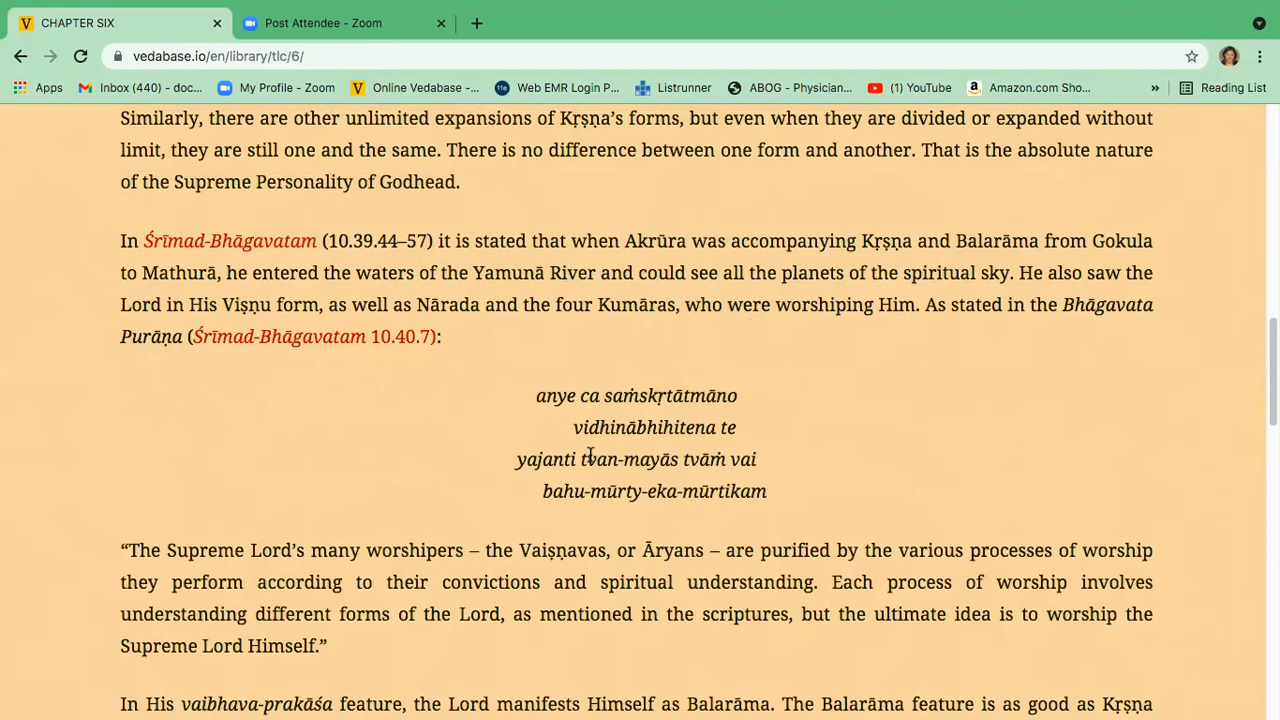 CHAPTER SIX
Post Attendee - Zoom
vedabase.io/en/library/tlc/6/
Apps Inbox (440) - doc... My Profile - Zoom Online Vedabase -... Web EMR Login P... Listrunner ABOG - Physician... (1) YouTube Amazon.com Sho... » Reading List
Similarly, there are other unlimited expansions of Kṛṣṇa’s forms, but even when they are divided or expanded without
limit, they are still one and the same. There is no difference between one form and another. That is the absolute nature
of the Supreme Personality of Godhead.
In Śrīmad-Bhāgavatam (10.39.44–57) it is stated that when Akrūra was accompanying Kṛṣṇa and Balarāma from Gokula
to Mathurā, he entered the waters of the Yamunā River and could see all the planets of the spiritual sky. He also saw the
Lord in His Viṣṇu form, as well as Nārada and the four Kumāras, who were worshiping Him. As stated in the Bhāgavata
Purāṇa (Śrīmad-Bhāgavatam 10.40.7):
anye ca saṁskṛtātmāno
vidhinābhihitena te
yajanti tvan-mayās tvāṁ vai
bahu-mūrty-eka-mūrtikam
“The Supreme Lord’s many worshipers – the Vaiṣṇavas, or Āryans – are purified by the various processes of worship
they perform according to their convictions and spiritual understanding. Each process of worship involves
understanding different forms of the Lord, as mentioned in the scriptures, but the ultimate idea is to worship the
Supreme Lord Himself.”
In His vaibhava-prakāśa feature, the Lord manifests Himself as Balarāma. The Balarāma feature is as good as Kṛṣṇa